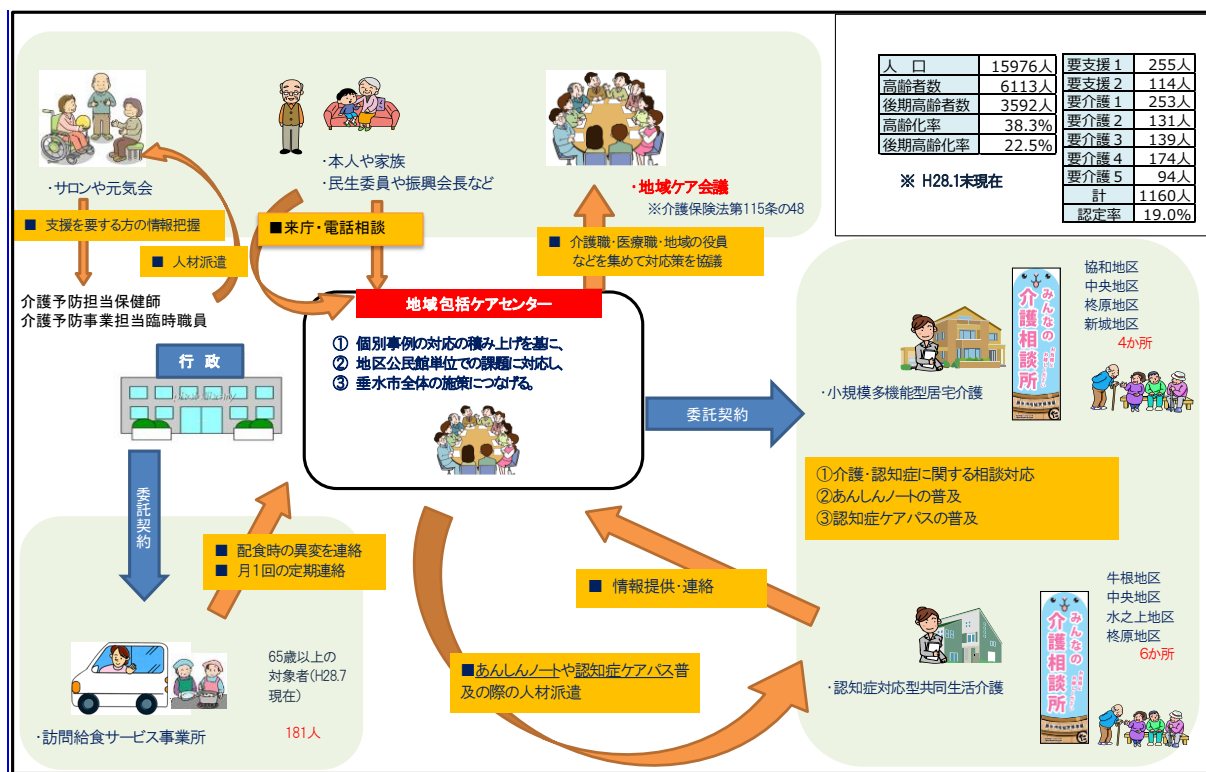 人　口 15976人
高齢者数 6113人
後期高齢者数 3592人
高齢化率 38.3%
後期高齢化率 22.5%
※ H28.1末現在
要支援１ 255人
要支援２ 114人
要介護１ 253人
要介護２ 131人
要介護３ 139人
要介護４ 174人
要介護５ 94人
計 1160人
認定率 19.0%
・サロンや元気会
・本人や家族
・民生委員や振興会長など
・地域ケア会議
※介護保険法第115条の48
■ 支援を要する方の情報把握
■ 人材派遣
■来庁・電話相談
■ 介護職・医療職・地域の役員
などを集めて対応策を協議
介護予防担当保健師
介護予防事業担当臨時職員
行政
地域包括ケアセンター
① 個別事例の対応の積み上げを基に、
② 地区公民館単位での課題に対応し、
③ 垂水市全体の施策につなげる。
委託契約
協和地区
中央地区
柊原地区
新城地区
4か所
みんなの
介護相談所
・小規模多機能型居宅介護
①介護・認知症に関する相談対応
②あんしんノートの普及
③認知症ケアパスの普及
委託契約
■ 配食時の異変を連絡
■ 月1回の定期連絡
■ 情報提供・連絡
牛根地区
中央地区
水之上地区
柊原地区
6か所
みんなの
介護相談所
・認知症対応型共同生活介護
■あんしんノートや認知症ケアパス普
及の際の人材派遣
65歳以上の
対象者(H28.7
現在)
181人
・訪問給食サービス事業所